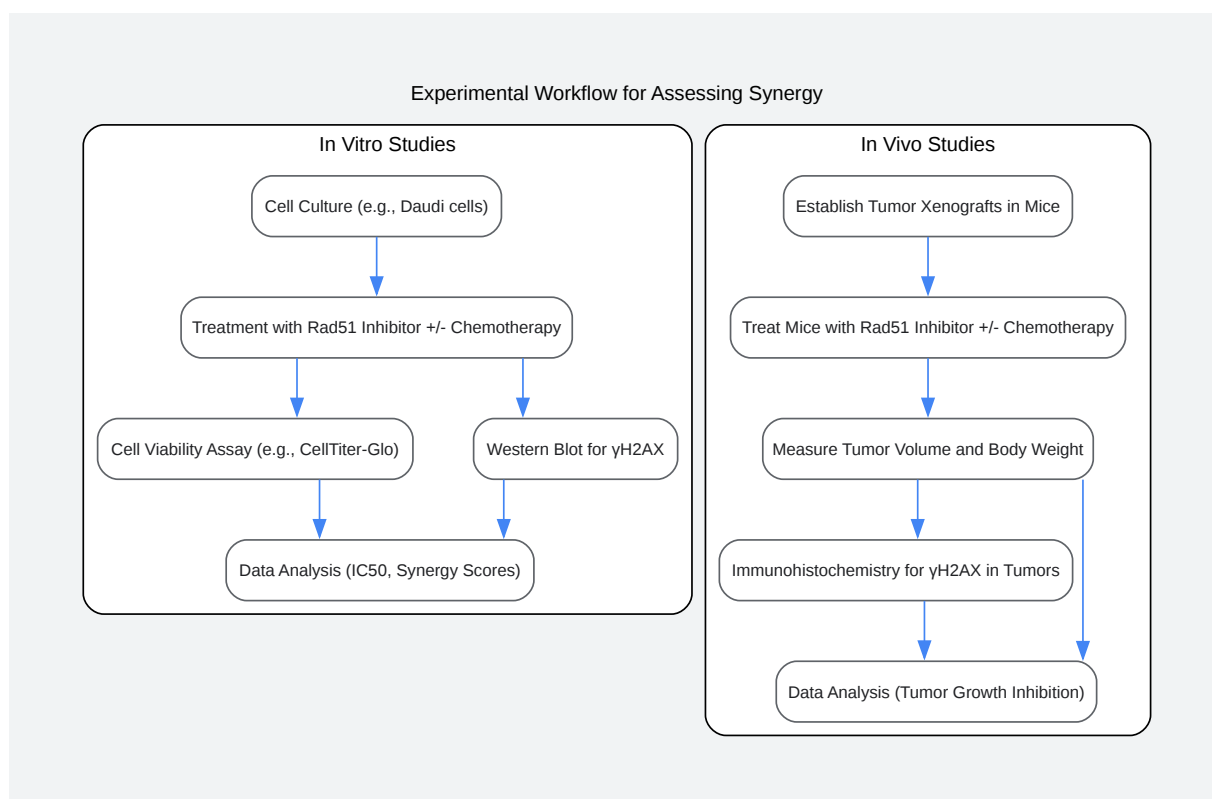 Experimental Workflow for Assessing Synergy
In Vitro Studies
Cell Culture (e.g., Daudi cells)
Treatment with Rad51 Inhibitor +/- Chemotherapy
Cell Viability Assay (e.g., CellTiter-Glo)
Western Blot for γH2AX
Data Analysis (IC50, Synergy Scores)
In Vivo Studies
Establish Tumor Xenografts in Mice
Treat Mice with Rad51 Inhibitor +/- Chemotherapy
Measure Tumor Volume and Body Weight
Immunohistochemistry for γH2AX in Tumors
Data Analysis (Tumor Growth Inhibition)